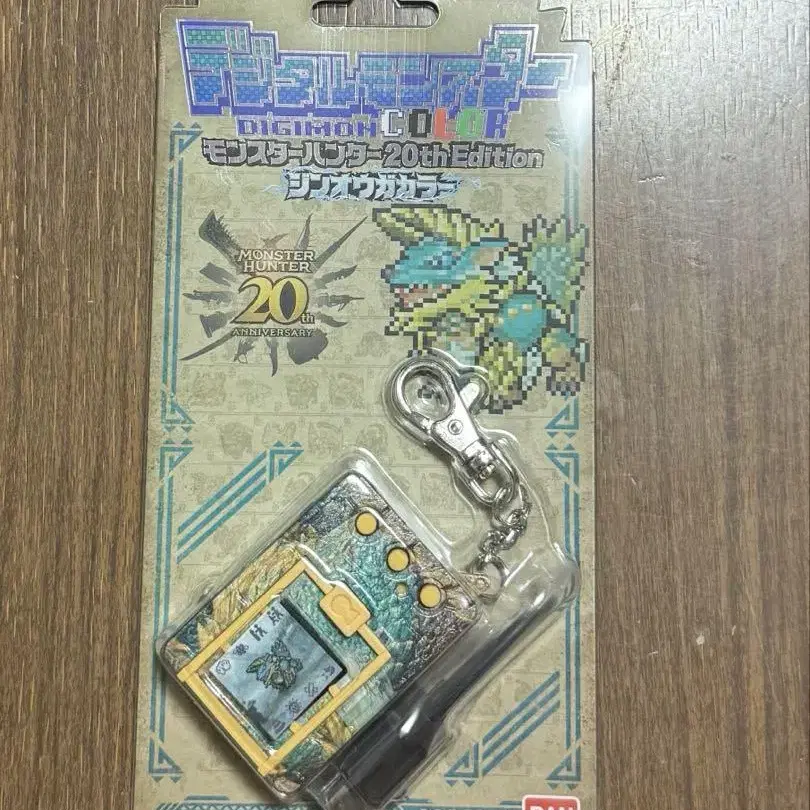 デジタルモンスター
DIGIMON COLOR
モンスターハンター20th Edition
ジンオウガカラー
MONSTER
HUNTER
20th
ANNIVERSARY
BAN